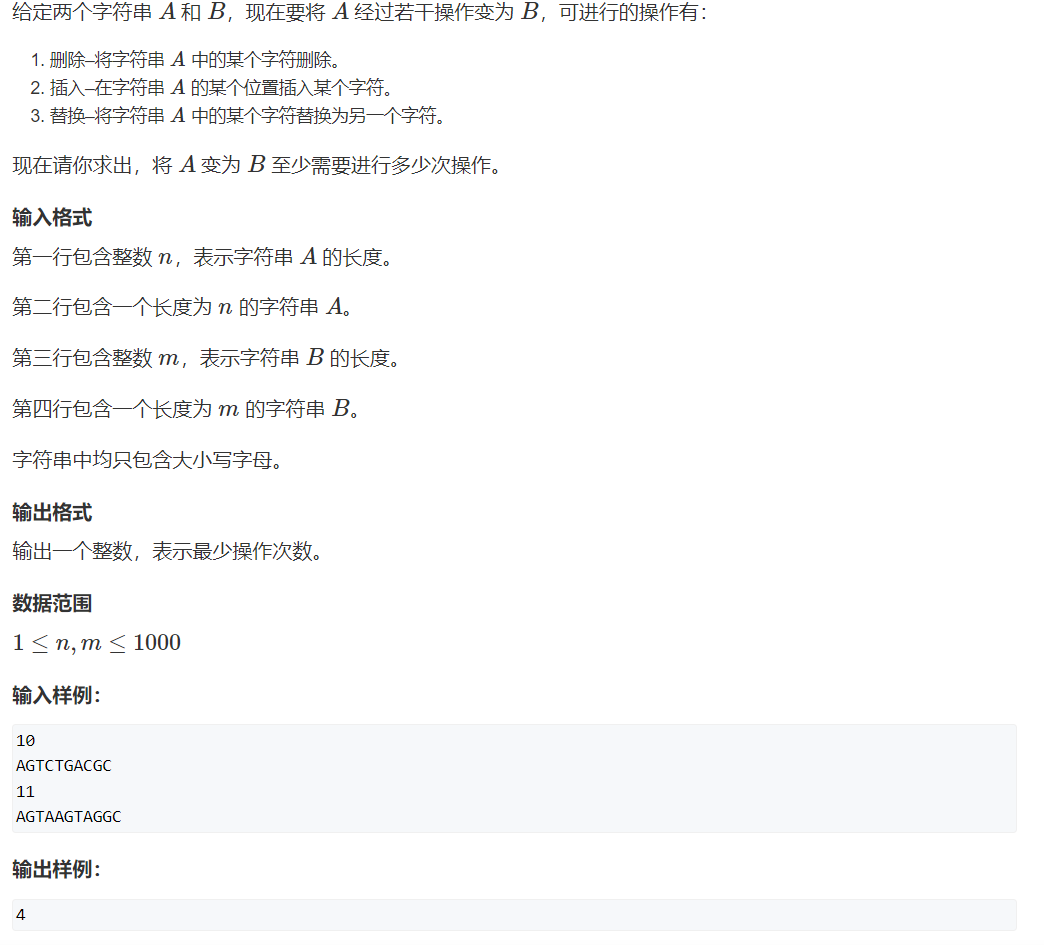 给定两个字符串 A 和 B，现在要将 A 经过若干操作变为 B，可进行的操作有：
1. 删除–将字符串 A 中的某个字符删除。
2. 插入–在字符串 A 的某个位置插入某个字符。
3. 替换–将字符串 A 中的某个字符替换为另一个字符。
现在请你求出，将 A 变为 B 至少需要进行多少次操作。
输入格式
第一行包含整数 n，表示字符串 A 的长度。
第二行包含一个长度为 n 的字符串 A。
第三行包含整数 m，表示字符串 B 的长度。
第四行包含一个长度为 m 的字符串 B。
字符串中均只包含大小写字母。
输出格式
输出一个整数，表示最少操作次数。
数据范围
1 ≤ n, m ≤ 1000
输入样例：
10
AGTCTGACGC
11
AGTAAGTAGGC
输出样例：
4